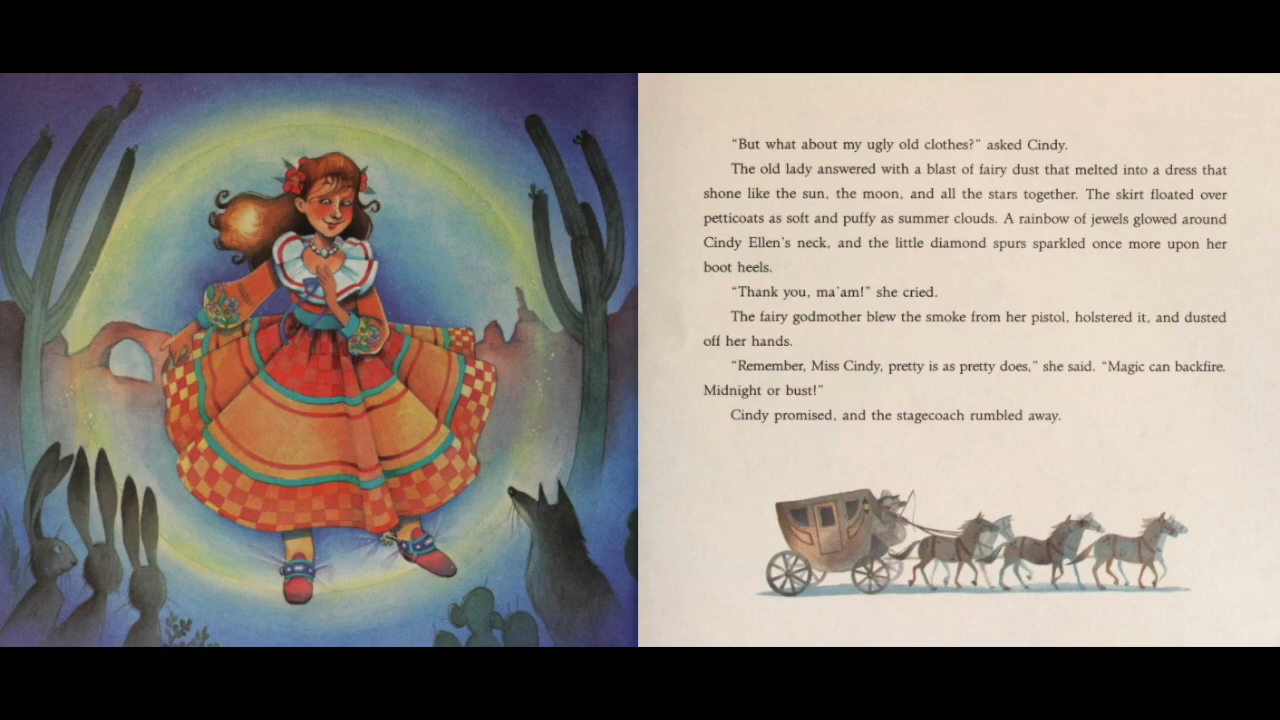 “But what about my ugly old clothes?” asked Cindy.
The old lady answered with a blast of fairy dust that melted into a dress that
shone like the sun, the moon, and all the stars together. The skirt floated over
petticoats as soft and puffy as summer clouds. A rainbow of jewels glowed around
Cindy Ellen’s neck, and the little diamond spurs sparkled once more upon her
boot heels.
“Thank you, ma’am!” she cried.
The fairy godmother blew the smoke from her pistol, holstered it, and dusted
off her hands.
“Remember, Miss Cindy, pretty is as pretty does,” she said. “Magic can backfire.
Midnight or bust!”
Cindy promised, and the stagecoach rumbled away.